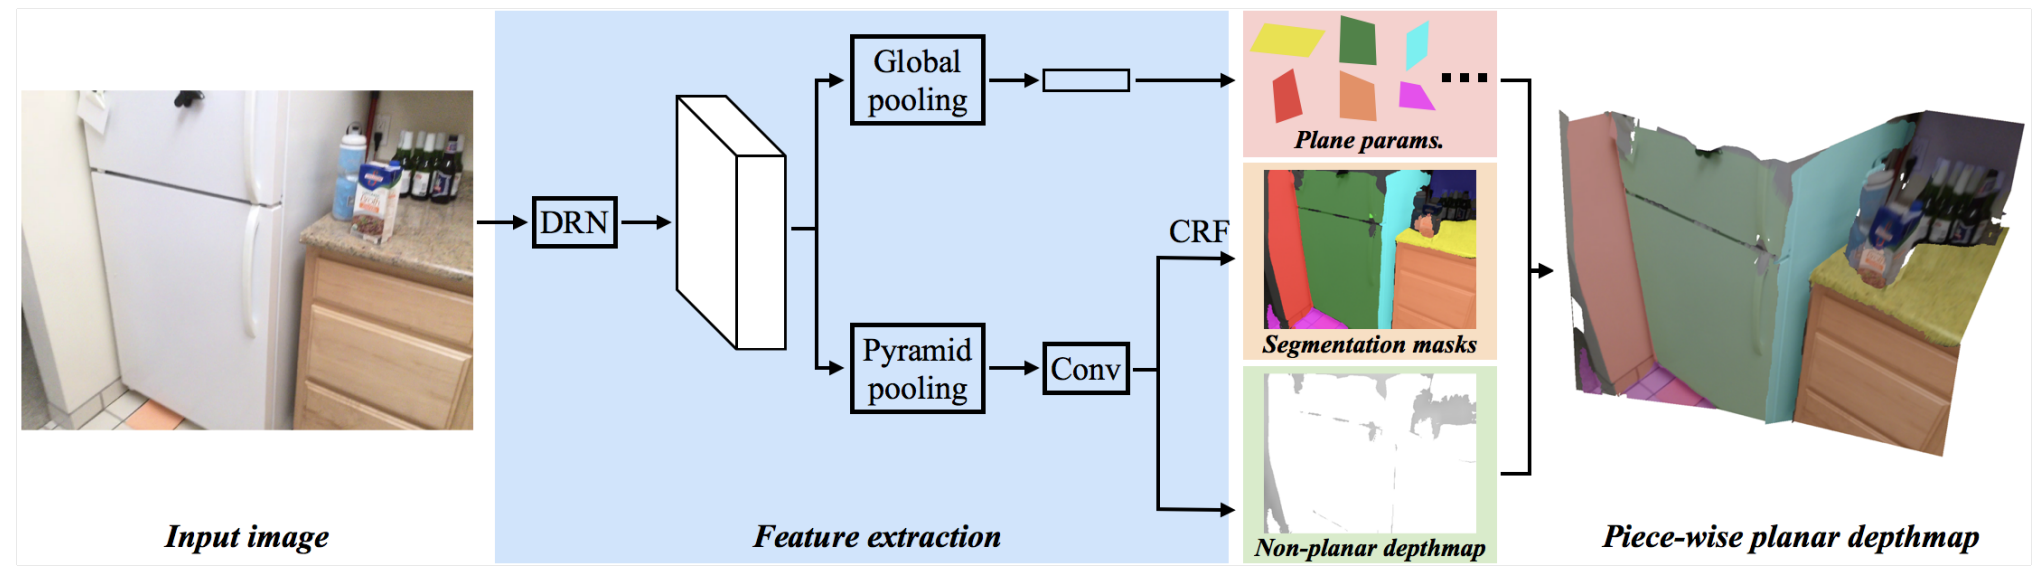 Global
pooling
DRN
Pyramid
pooling
Conv
CRF
Plane params.
Segmentation masks
Non-planar depthmap
Input image
Feature extraction
Piece-wise planar depthmap